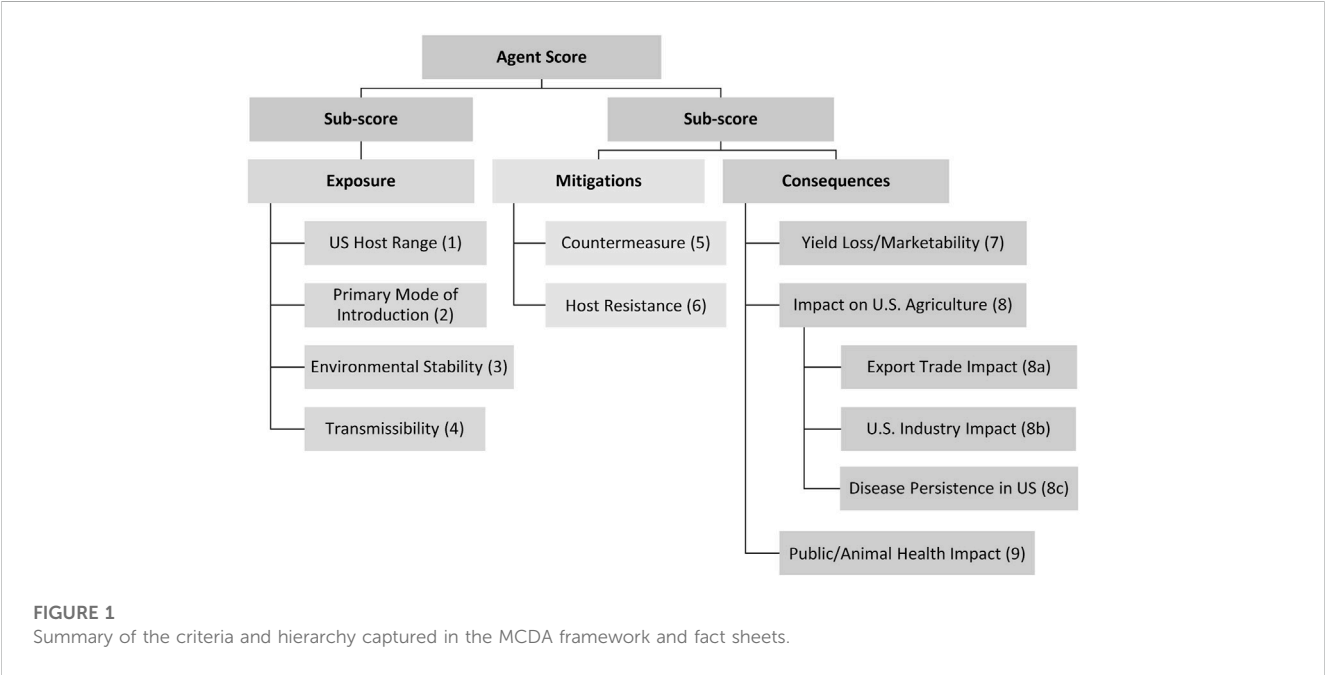 Agent Score
Sub-score
Sub-score
Exposure
Mitigations
Consequences
US Host Range (1)
Primary Mode of
Introduction (2)
Environmental Stability (3)
Transmissibility (4)
Countermeasure (5)
Host Resistance (6)
Yield Loss/Marketability (7)
Impact on U.S. Agriculture (8)
Export Trade Impact (8a)
U.S. Industry Impact (8b)
Disease Persistence in US (8c)
Public/Animal Health Impact (9)
FIGURE 1
Summary of the criteria and hierarchy captured in the MCDA framework and fact sheets.